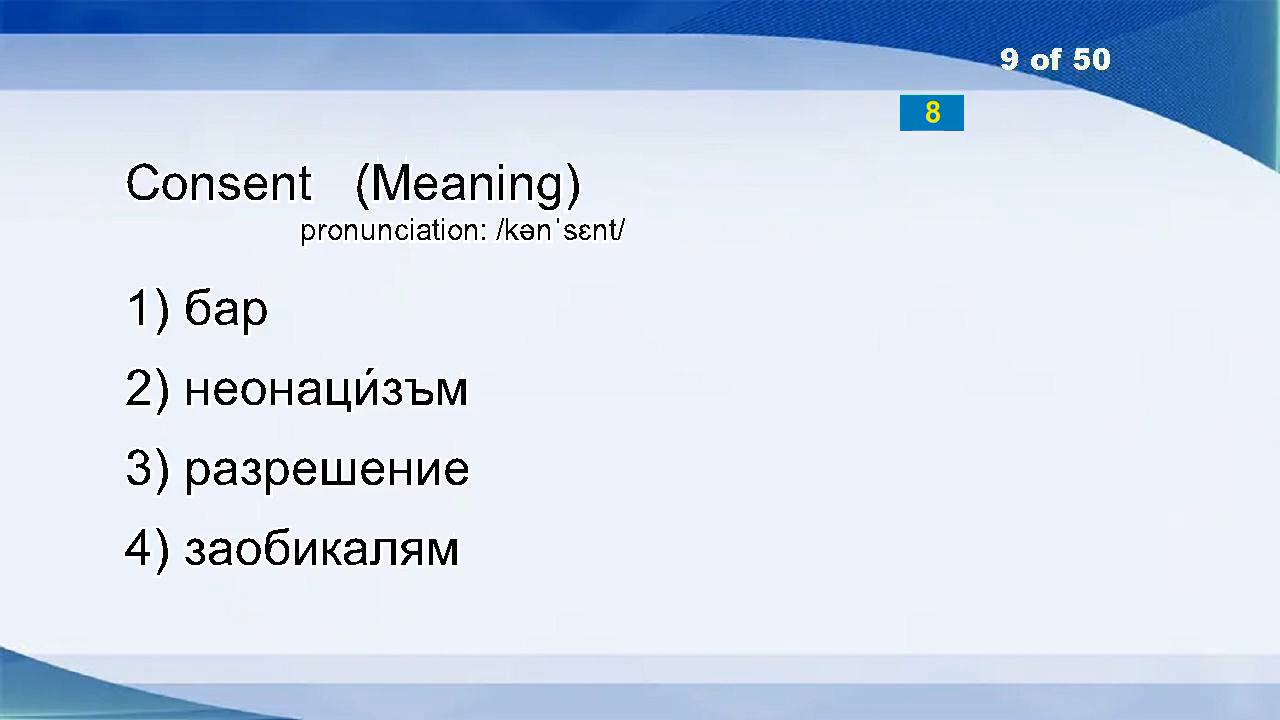 9 of 50
8
Consent (Meaning)
pronunciation: /kənˈsɛnt/
1) бар
2) неонаци́зъм
3) разрешение
4) заобикалям